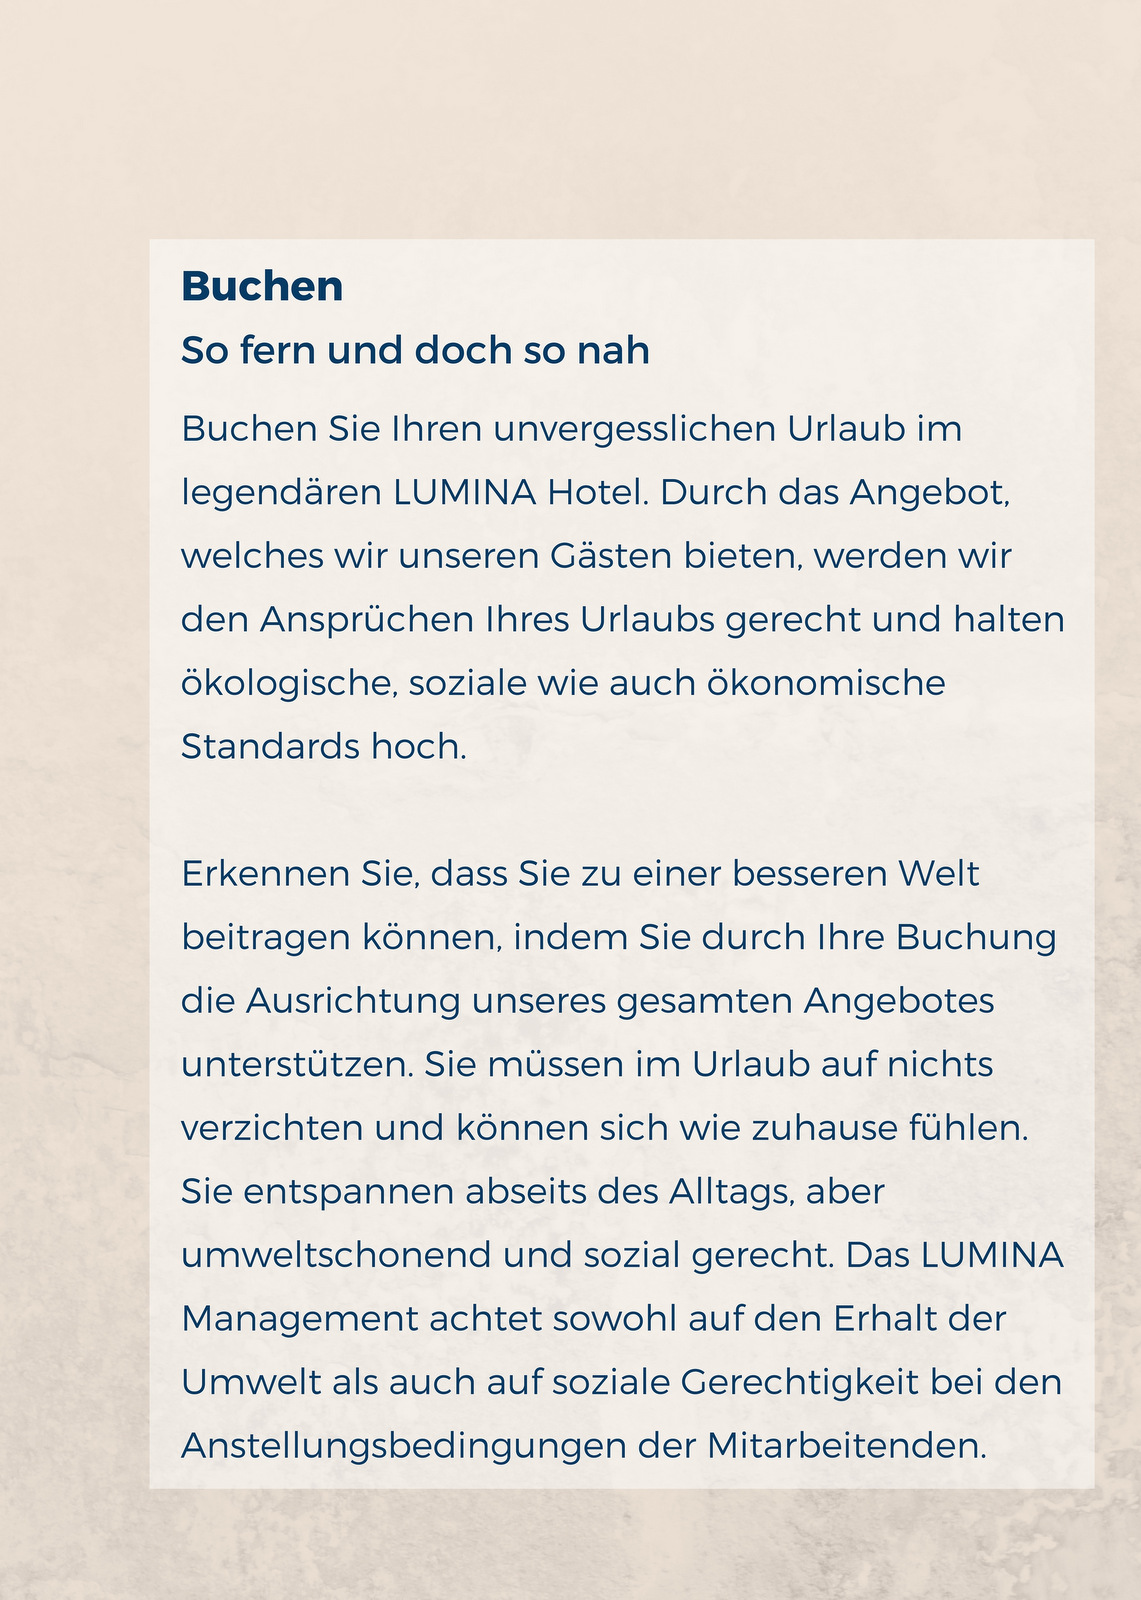 Buchen
So fern und doch so nah
Buchen Sie Ihren unvergesslichen Urlaub im
legendären LUMINA Hotel. Durch das Angebot,
welches wir unseren Gästen bieten, werden wir
den Ansprüchen Ihres Urlaubs gerecht und halten
ökologische, soziale wie auch ökonomische
Standards hoch.
Erkennen Sie, dass Sie zu einer besseren Welt
beitragen können, indem Sie durch Ihre Buchung
die Ausrichtung unseres gesamten Angebotes
unterstützen. Sie müssen im Urlaub auf nichts
verzichten und können sich wie zuhause fühlen.
Sie entspannen abseits des Alltags, aber
umweltschonend und sozial gerecht. Das LUMINA
Management achtet sowohl auf den Erhalt der
Umwelt als auch auf soziale Gerechtigkeit bei den
Anstellungsbedingungen der Mitarbeitenden.